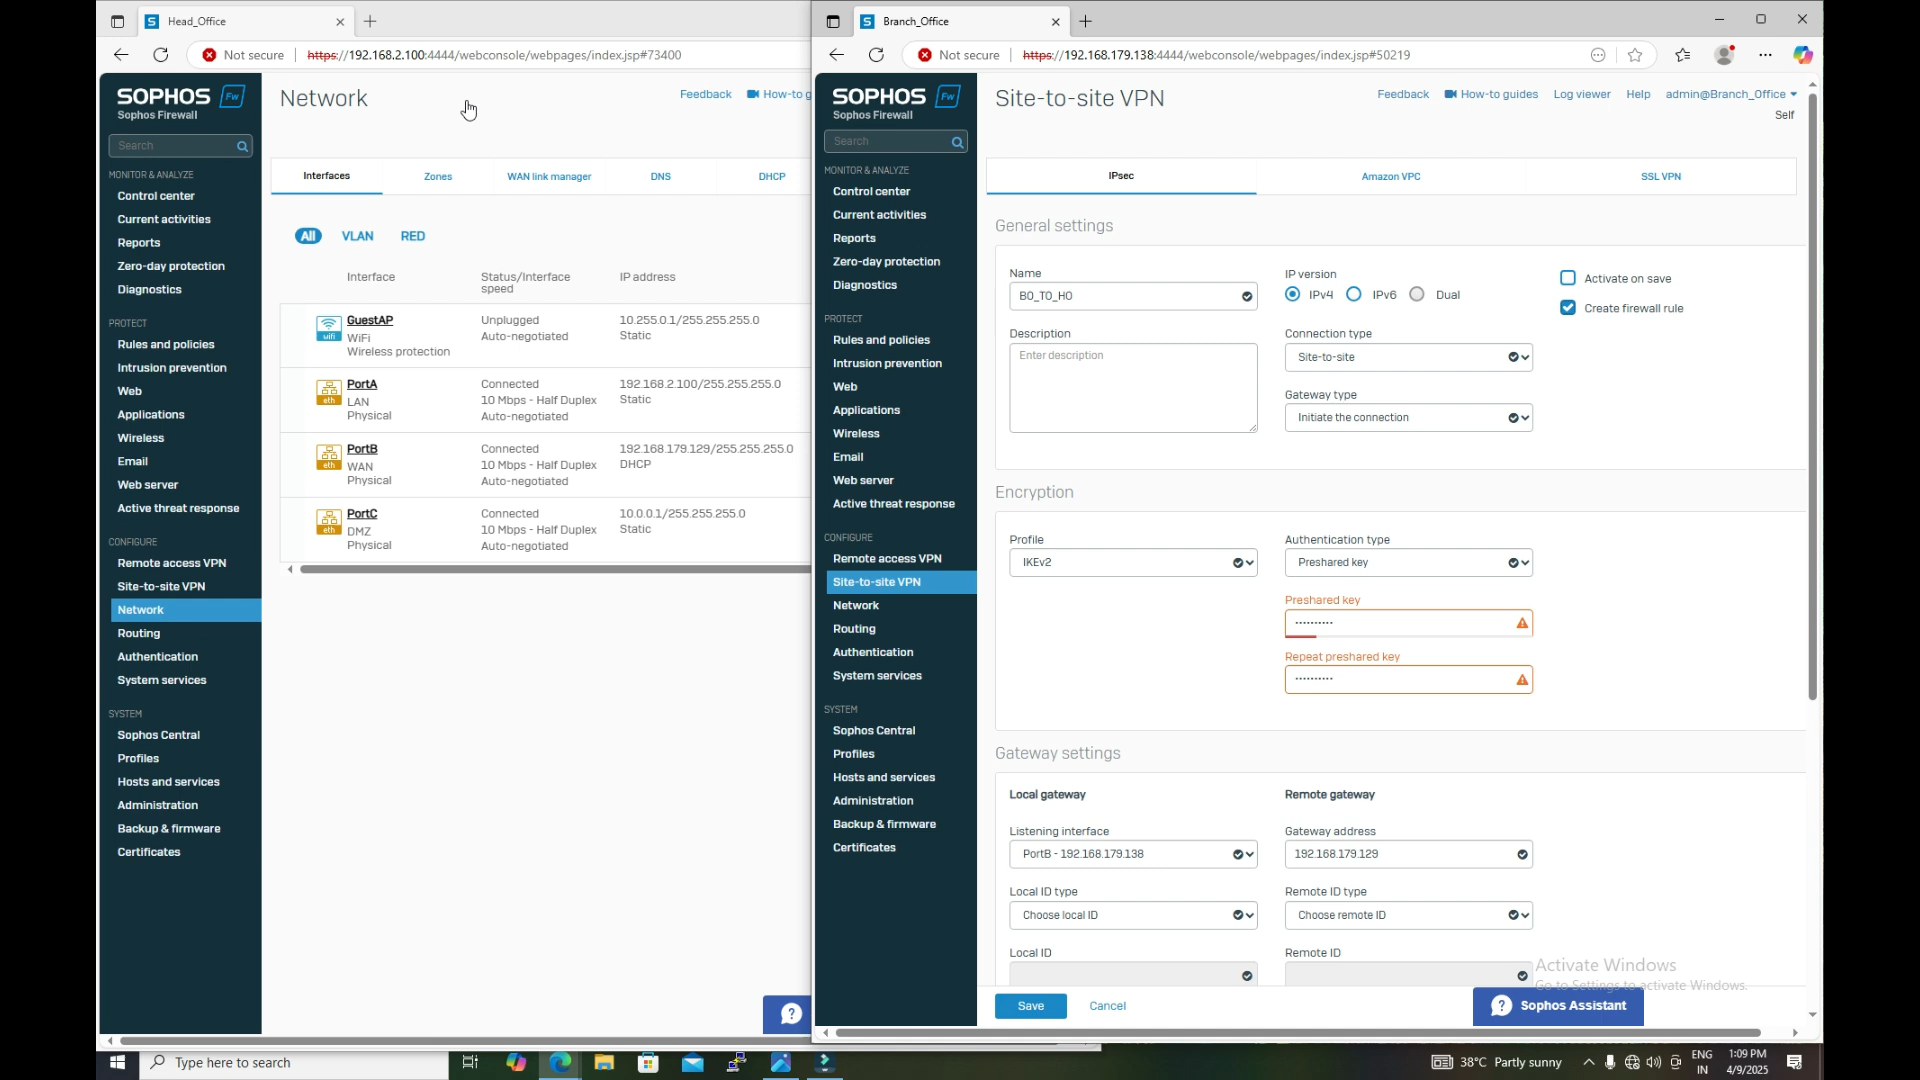 Head_Office
Not secure
https://192.168.2.100:4444/webconsole/webpages/index.jsp#73400
SOPHOS Fw
Sophos Firewall
Search
MONITOR & ANALYZE
Control center
Current activities
Reports
Zero-day protection
Diagnostics
PROTECT
Rules and policies
Intrusion prevention
Web
Applications
Wireless
Email
Web server
Active threat response
CONFIGURE
Remote access VPN
Site-to-site VPN
Network
Routing
Authentication
System services
SYSTEM
Sophos Central
Profiles
Hosts and services
Administration
Backup & firmware
Certificates
Network
Feedback How-to g
Interfaces Zones WAN link manager DNS DHCP
All VLAN RED
Interface Status/Interface speed IP address
wifi
GuestAP
WiFi
Wireless protection
Unplugged
Auto-negotiated
10.255.0.1/255.255.255.0
Static
eth
PortA
LAN
Physical
Connected
10 Mbps - Half Duplex
Auto-negotiated
192.168.2.100/255.255.255.0
Static
eth
PortB
WAN
Physical
Connected
10 Mbps - Half Duplex
Auto-negotiated
192.168.179.129/255.255.255.0
DHCP
eth
PortC
DMZ
Physical
Connected
10 Mbps - Half Duplex
Auto-negotiated
10.0.0.1/255.255.255.0
Static
Branch_Office
Not secure
https://192.168.179.138:4444/webconsole/webpages/index.jsp#50219
SOPHOS Fw
Sophos Firewall
Search
MONITOR & ANALYZE
Control center
Current activities
Reports
Zero-day protection
Diagnostics
PROTECT
Rules and policies
Intrusion prevention
Web
Applications
Wireless
Email
Web server
Active threat response
CONFIGURE
Remote access VPN
Site-to-site VPN
Network
Routing
Authentication
System services
SYSTEM
Sophos Central
Profiles
Hosts and services
Administration
Backup & firmware
Certificates
Site-to-site VPN
Feedback How-to guides Log viewer Help admin@Branch_Office
Self
IPsec Amazon VPC SSL VPN
General settings
Name
BO_TO_HO
Description
Enter description
IP version
IPv4 IPv6 Dual
Connection type
Site-to-site
Gateway type
Initiate the connection
Activate on save
Create firewall rule
Encryption
Profile
IKEv2
Authentication type
Preshared key
Preshared key
Repeat preshared key
Gateway settings
Local gateway
Listening interface
PortB - 192.168.179.138
Local ID type
Choose local ID
Local ID
Remote gateway
Gateway address
192.168.179.129
Remote ID type
Choose remote ID
Remote ID
Activate Windows
Go to Settings to activate Windows.
Save Cancel
Sophos Assistant
Type here to search
38°C Partly sunny
ENG
IN
1:09 PM
4/9/2025